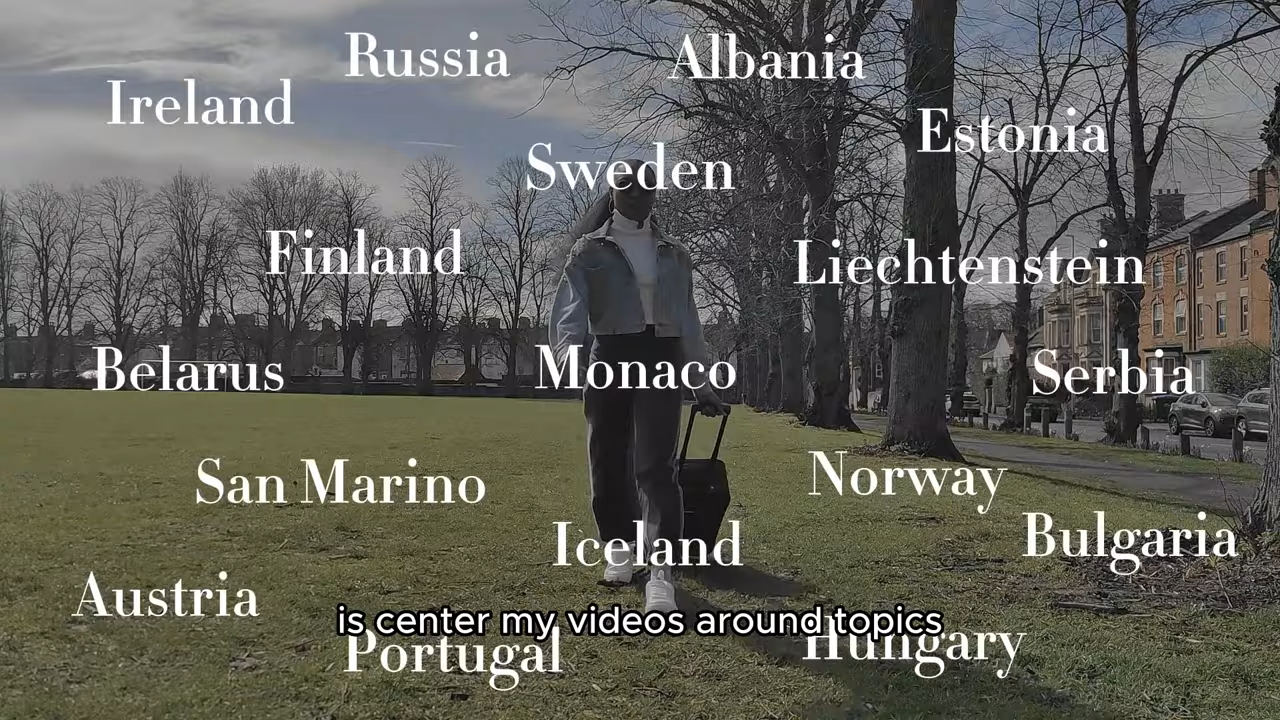 Russia
Albania
Ireland
Estonia
Sweden
Finland
Liechtenstein
Belarus
Monaco
Serbia
San Marino
Norway
Iceland
Bulgaria
Austria
is center my videos around topics
Portugal
Hungary